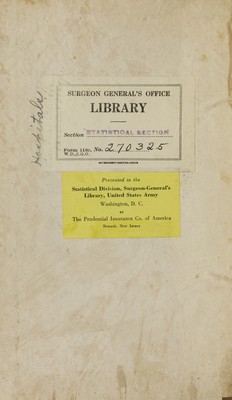 Hospitals
SURGEON GENERAL'S OFFICE
LIBRARY
Section STATISTICAL SECTION
Form 113c, No. 270325
W.D., S.G.O.
Presented to the
Statistical Division, Surgeon-General's
Library, United States Army
Washington, D. C.
BY
The Prudential Insurance Co. of America
Newark, New Jersey